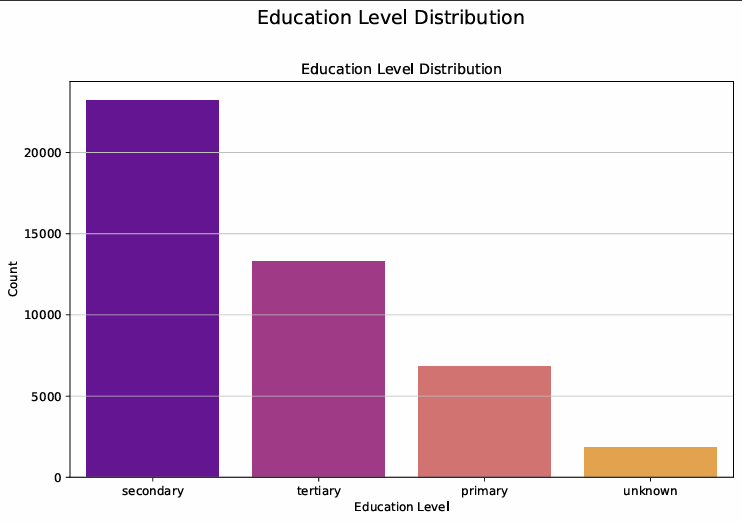 Education Level Distribution
Education Level Distribution
20000
15000
10000
5000
0
Count
secondary tertiary primary unknown
Education Level